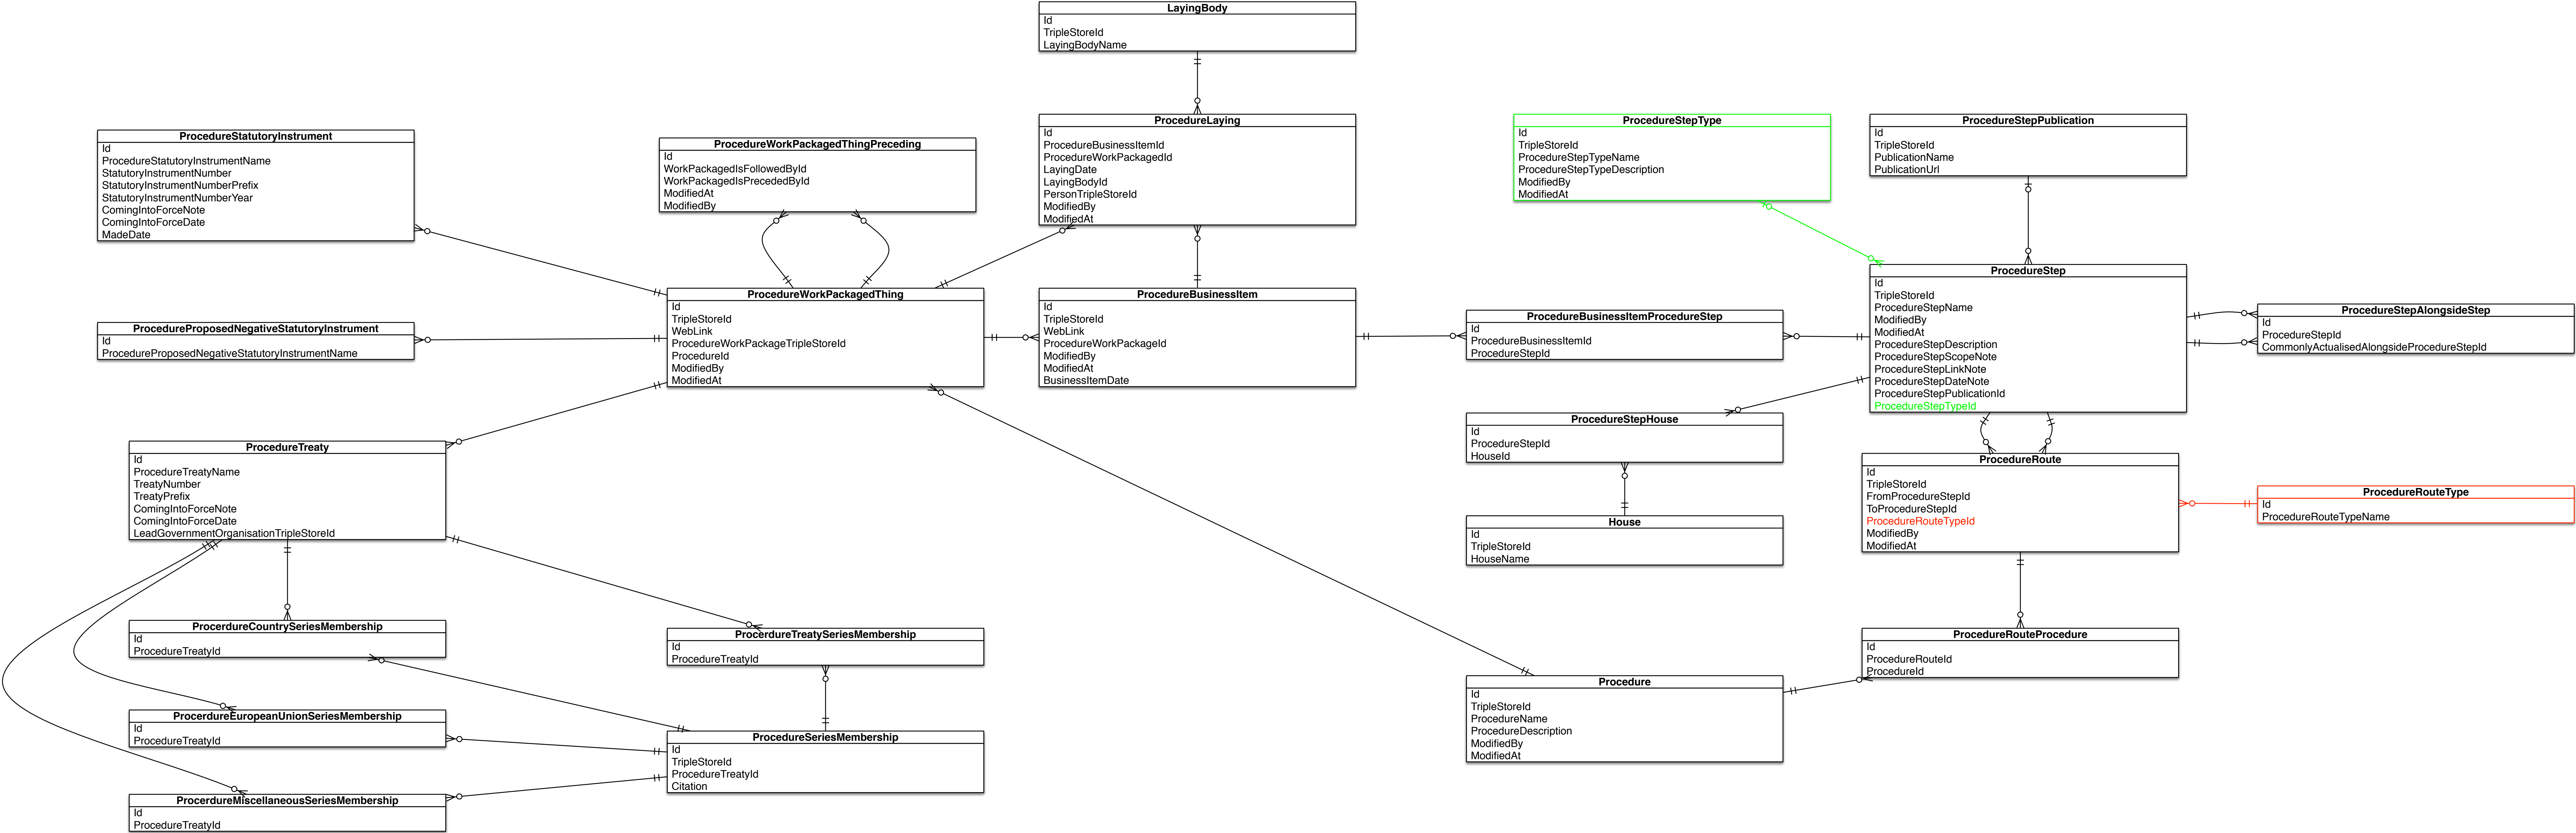 LayingBody
Id
TripleStoreId
LayingBodyName
ProcedureStatutoryInstrument
Id
ProcedureStatutoryInstrumentName
StatutoryInstrumentNumber
StatutoryInstrumentNumberPrefix
StatutoryInstrumentNumberYear
ComingIntoForceNote
ComingIntoForceDate
MadeDate
ProcedureWorkPackagedThingPreceding
Id
WorkPackagedIsFollowedById
WorkPackagedIsPrecededById
ModifiedAt
ModifiedBy
ProcedureLaying
Id
ProcedureBusinessItemId
ProcedureWorkPackagedId
LayingDate
LayingBodyId
PersonTripleStoreId
ModifiedBy
ModifiedAt
ProcedureStepType
Id
TripleStoreId
ProcedureStepTypeName
ProcedureStepTypeDescription
ModifiedBy
ModifiedAt
ProcedureStepPublication
Id
TripleStoreId
PublicationName
PublicationUrl
ProcedureProposedNegativeStatutoryInstrument
Id
ProcedureProposedNegativeStatutoryInstrumentName
ProcedureWorkPackagedThing
Id
TripleStoreId
WebLink
ProcedureWorkPackageTripleStoreId
ProcedureId
ModifiedBy
ModifiedAt
ProcedureBusinessItem
Id
TripleStoreId
WebLink
ProcedureWorkPackageId
ModifiedBy
ModifiedAt
BusinessItemDate
ProcedureBusinessItemProcedureStep
Id
ProcedureBusinessItemId
ProcedureStepId
ProcedureStep
Id
TripleStoreId
ProcedureStepName
ModifiedBy
ModifiedAt
ProcedureStepDescription
ProcedureStepScopeNote
ProcedureStepLinkNote
ProcedureStepDateNote
ProcedureStepPublicationId
ProcedureStepTypeId
ProcedureStepAlongsideStep
Id
ProcedureStepId
CommonlyActualisedAlongsideProcedureStepId
ProcedureTreaty
Id
ProcedureTreatyName
TreatyNumber
TreatyPrefix
ComingIntoForceNote
ComingIntoForceDate
LeadGovernmentOrganisationTripleStoreId
ProcedureStepHouse
Id
ProcedureStepId
HouseId
House
Id
TripleStoreId
HouseName
ProcedureRoute
Id
TripleStoreId
FromProcedureStepId
ToProcedureStepId
ProcedureRouteTypeId
ModifiedBy
ModifiedAt
ProcedureRouteType
Id
ProcedureRouteTypeName
ProcerdureCountrySeriesMembership
Id
ProcedureTreatyId
ProcerdureTreatySeriesMembership
Id
ProcedureTreatyId
ProcedureRouteProcedure
Id
ProcedureRouteId
ProcedureId
ProcerdureEuropeanUnionSeriesMembership
Id
ProcedureTreatyId
ProcedureSeriesMembership
Id
TripleStoreId
ProcedureTreatyId
Citation
Procedure
Id
TripleStoreId
ProcedureName
ProcedureDescription
ModifiedBy
ModifiedAt
ProcerdureMiscellaneousSeriesMembership
Id
ProcedureTreatyId